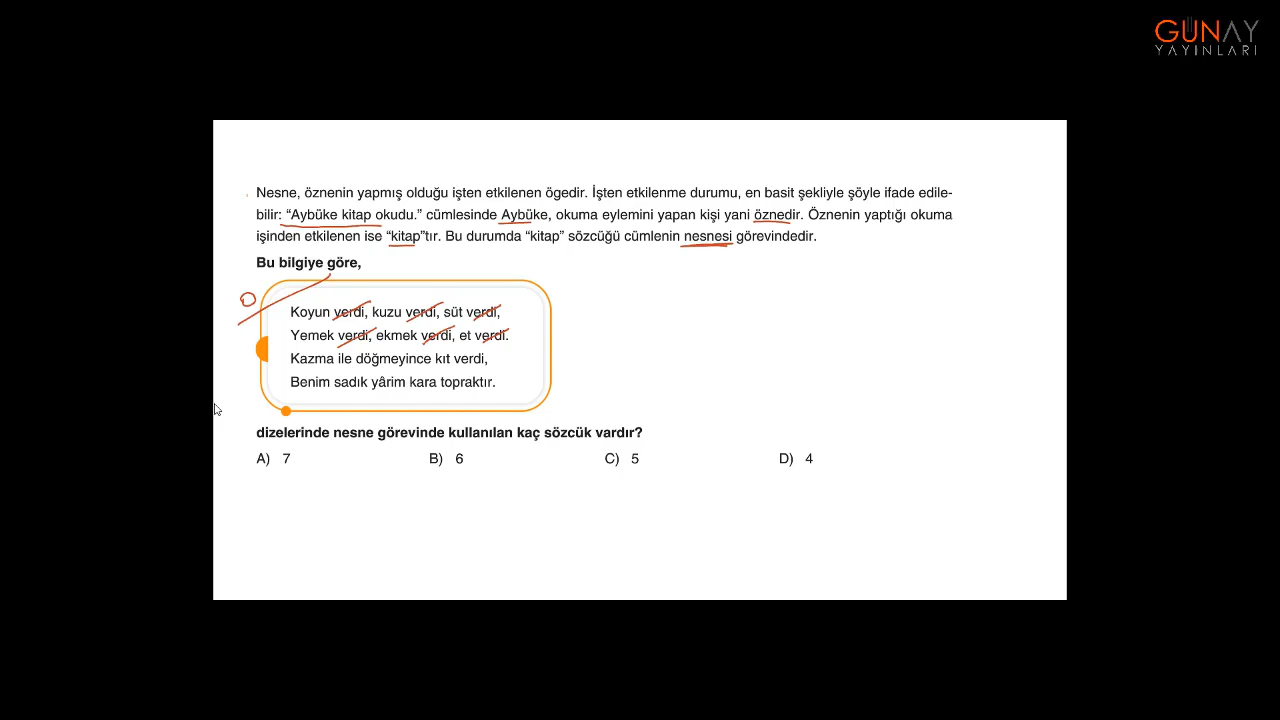 GÜNAY
YAYINLARI
Nesne, öznenin yapmış olduğu işten etkilenen ögedir. İşten etkilenme durumu, en basit şekliyle şöyle ifade edile-
bilir: “Aybüke kitap okudu.” cümlesinde Aybüke, okuma eylemini yapan kişi yani öznedir. Öznenin yaptığı okuma
işinden etkilenen ise “kitap”tır. Bu durumda “kitap” sözcüğü cümlenin nesnesi görevindedir.
Bu bilgiye göre,
O
Koyun verdi, kuzu verdi, süt verdi,
Yemek verdi, ekmek verdi, et verdi.
Kazma ile döğmeyince kıt verdi,
Benim sadık yârim kara topraktır.
dizelerinde nesne görevinde kullanılan kaç sözcük vardır?
A) 7 B) 6 C) 5 D) 4